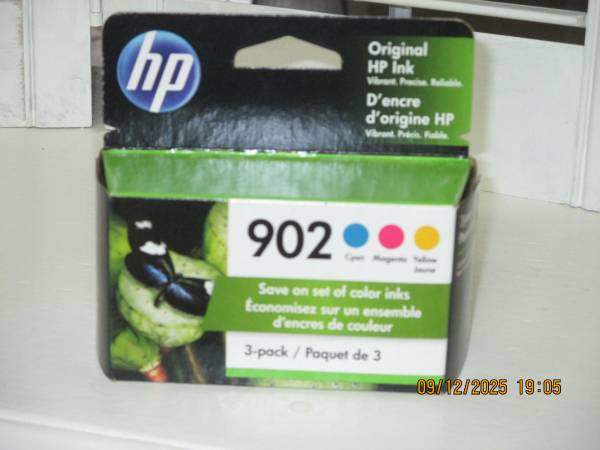 hp
Original
HP Ink
Vibrant. Precise. Reliable.
D'encre
d'origine HP
Vibrant. Précis. Fiable.
902
Cyan Magenta Yellow
Jaune
Save on set of color inks
Économisez sur un ensemble
d'encres de couleur
3-pack / Paquet de 3
09/12/2025 19:05